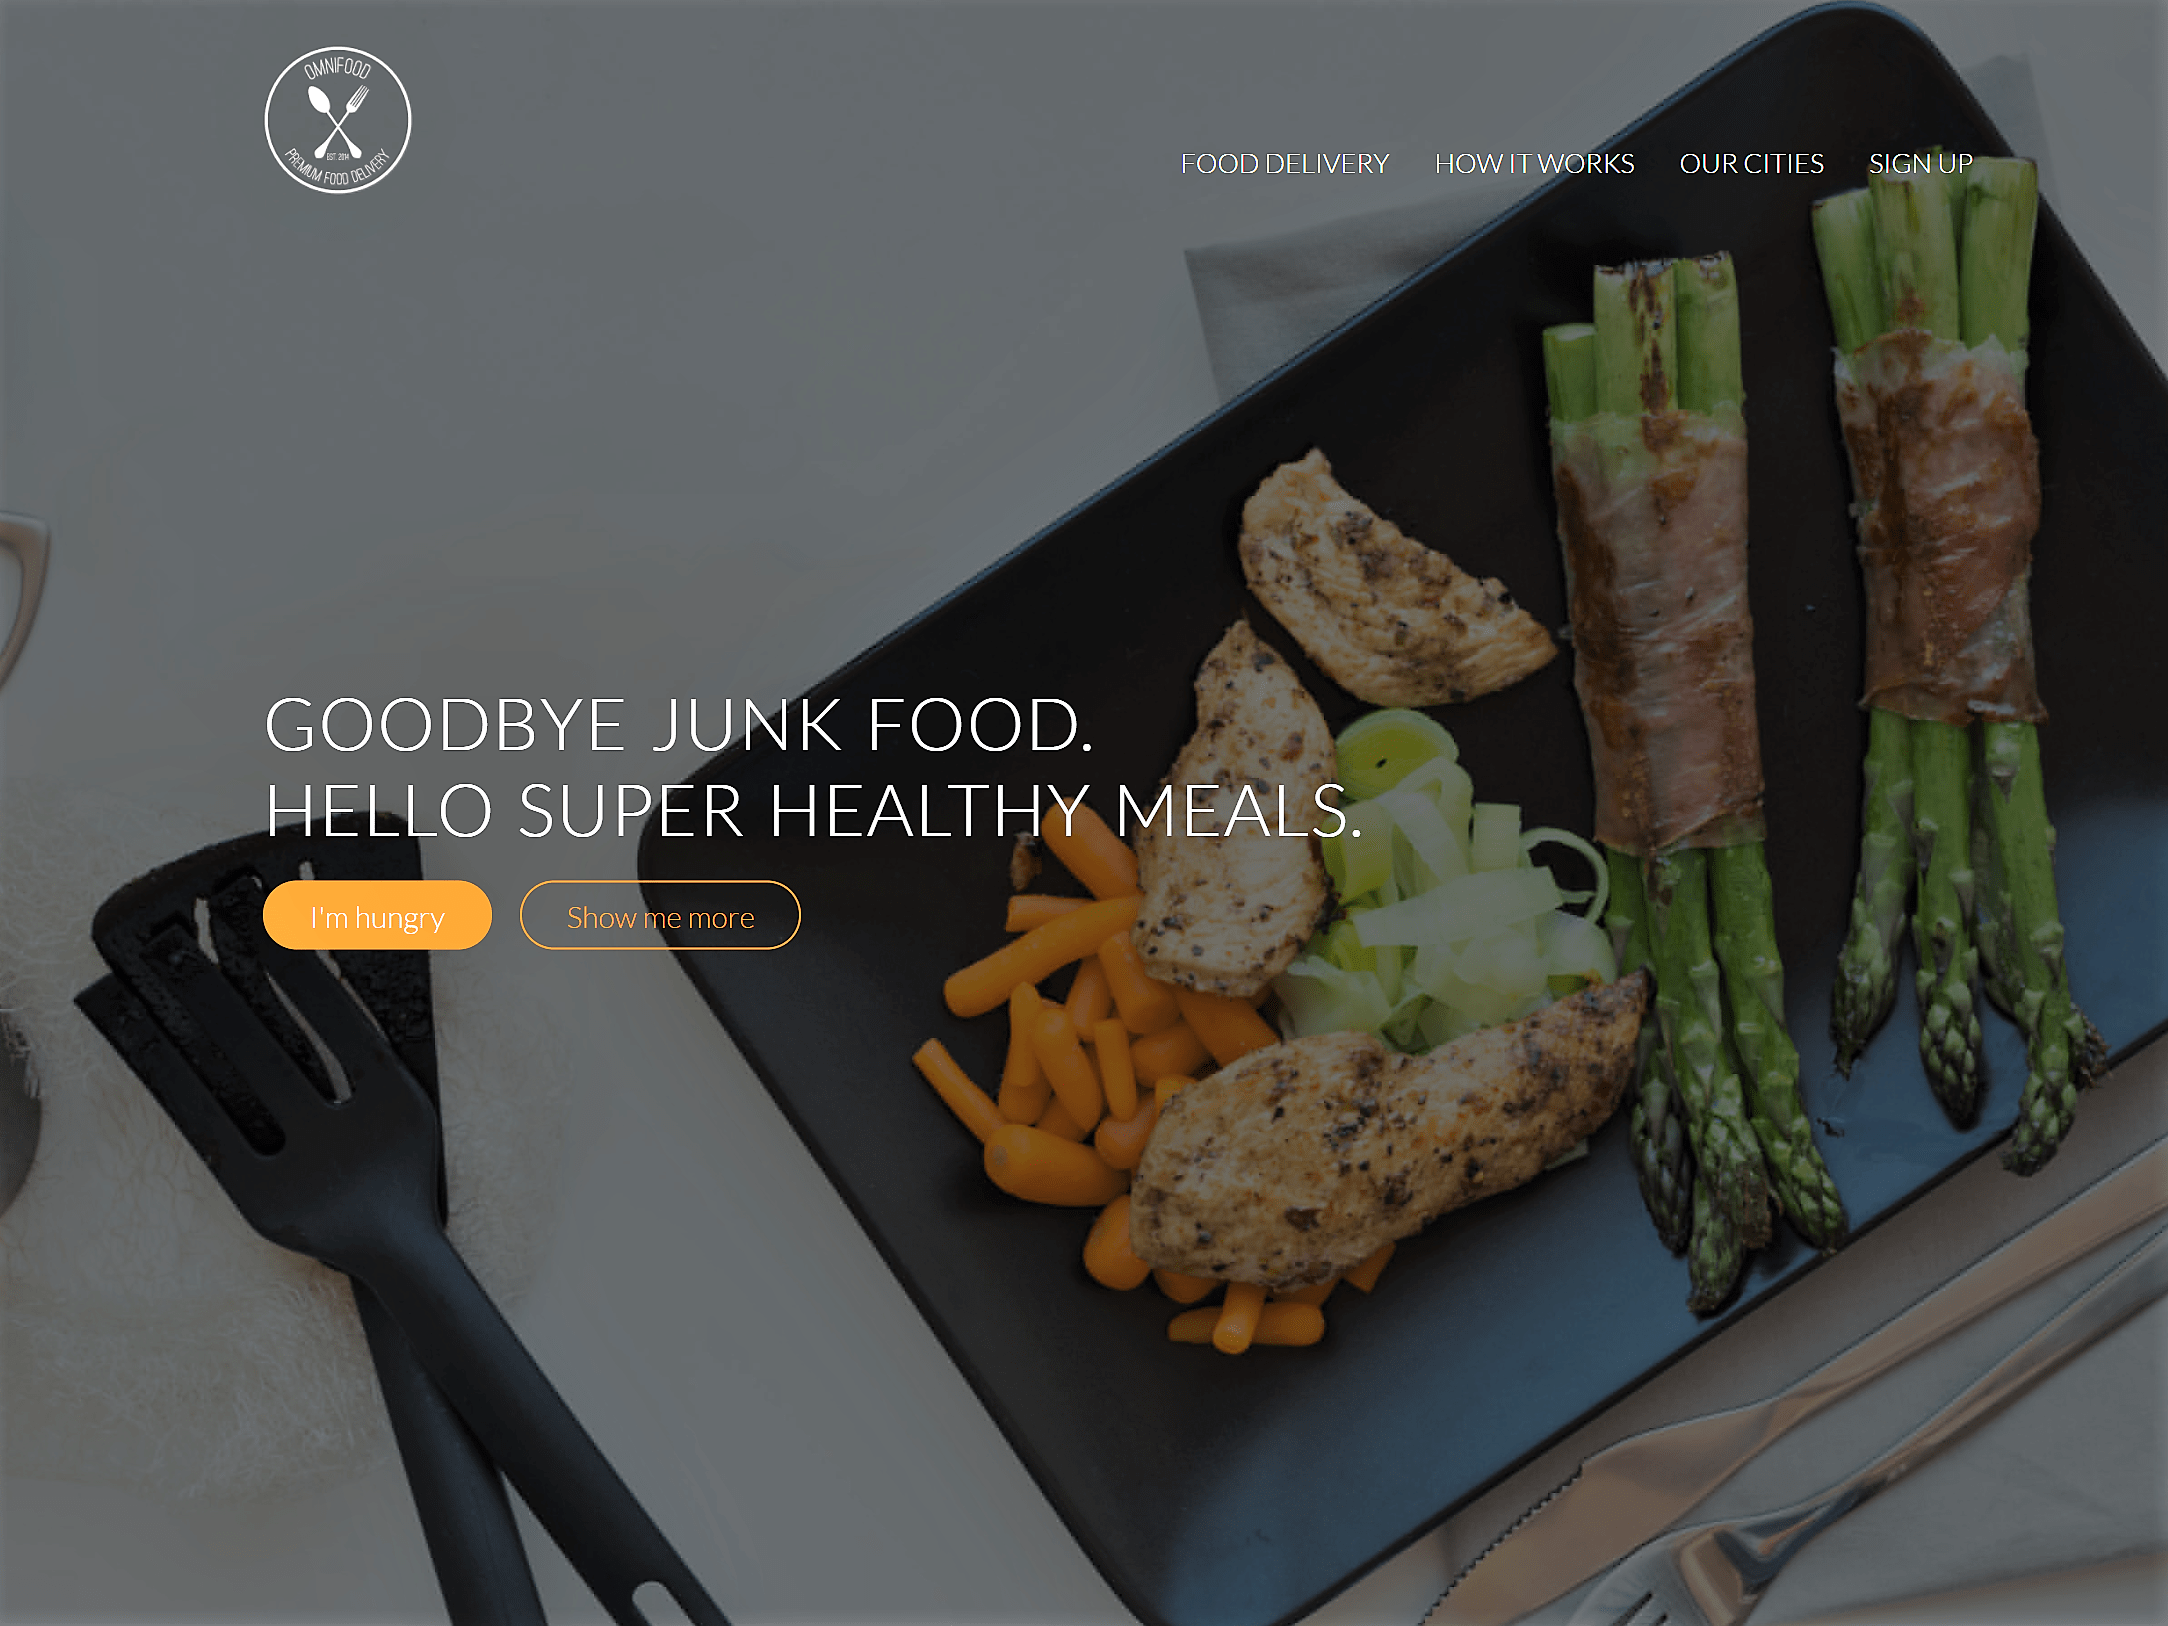 OMNIFOOD
EST. 2014
PREMIUM FOOD DELIVERY
FOOD DELIVERY HOW IT WORKS OUR CITIES SIGN UP
GOODBYE JUNK FOOD.
HELLO SUPER HEALTHY MEALS.
I'm hungry Show me more